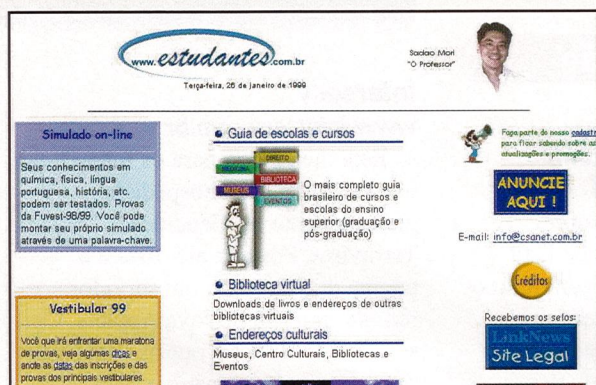 www.estudantes.com.br
Terça-feira, 26 de janeiro de 1999
Sadao Mori
"O Professor"
Simulado on-line
Seus conhecimentos em
química, física, língua
portuguesa, história, etc.
podem ser testados. Provas
da Fuvest-98/99. Você pode
montar seu próprio simulado
através de uma palavra-chave.
Vestibular 99
Você que irá enfrentar uma maratona
de provas, veja algumas dicas e
anote as datas das inscrições e das
provas dos principais vestibulares.
Guia de escolas e cursos
DIREITO
MEDICINA
BIBLIOTECA
MUSEUS
EVENTOS
O mais completo guia
brasileiro de cursos e
escolas do ensino
superior (graduação e
pós-graduação)
Biblioteca virtual
Downloads de livros e endereços de outras
bibliotecas virtuais
Endereços culturais
Museus, Centro Culturais, Bibliotecas e
Eventos
Faça parte do nosso cadastr
para ficar sabendo sobre as
atualizações e promoções.
ANUNCIE
AQUI !
E-mail: info@csanet.com.br
Créditos
Recebemos os selos:
LinkNews
Site Legal